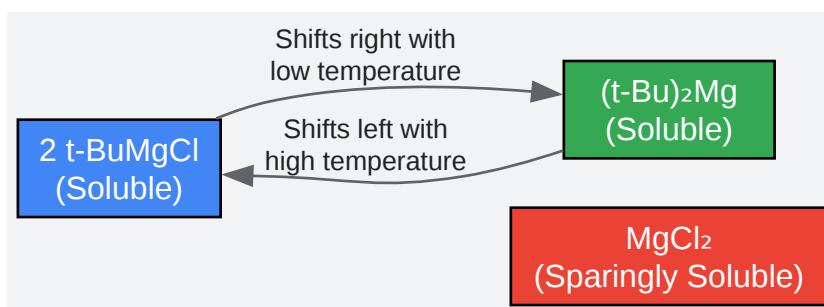 Shifts right with
low temperature
(t-Bu)₂Mg
(Soluble)
2 t-BuMgCl
(Soluble)
Shifts left with
high temperature
MgCl₂
(Sparingly Soluble)